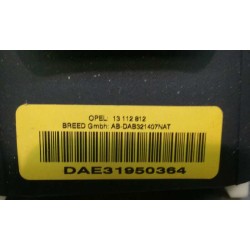 OPEL: 13 112 812
BREED Gmbh: AB-DAB321407NAT
DAE31950364